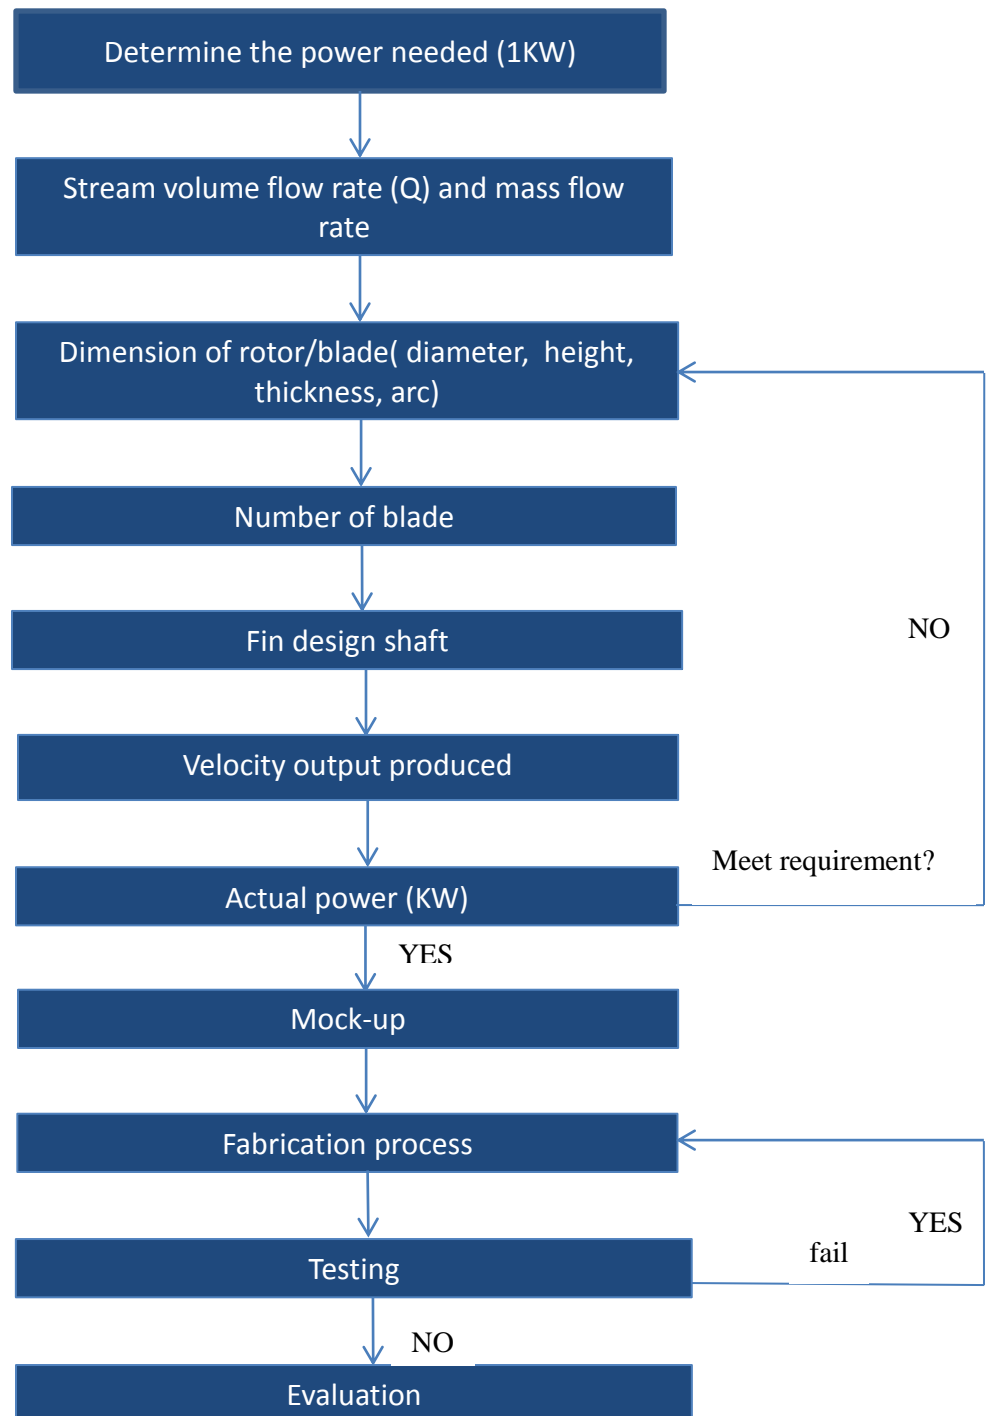 Determine the power needed (1KW)
Stream volume flow rate (Q) and mass flow
rate
Dimension of rotor/blade( diameter, height,
thickness, arc)
Number of blade
Fin design shaft
NO
Velocity output produced
Meet requirement?
Actual power (KW)
YES
Mock-up
Fabrication process
YES
fail
Testing
NO
Evaluation